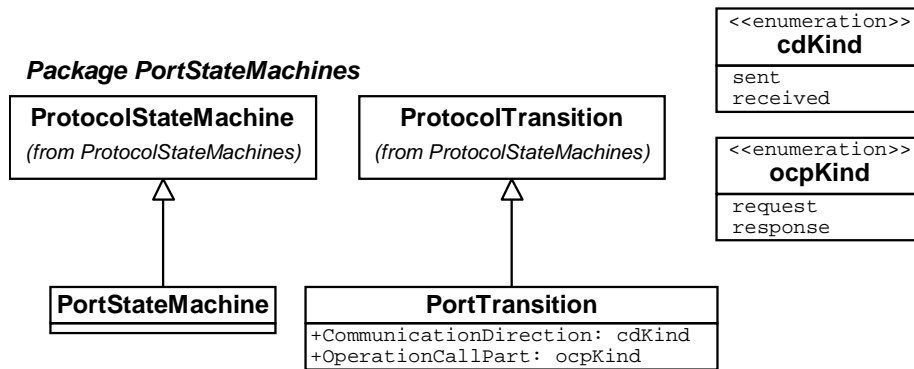 Package PortStateMachines
ProtocolStateMachine
(from ProtocolStateMachines)
ProtocolTransition
(from ProtocolStateMachines)
<<enumeration>>
cdKind
sent
received
<<enumeration>>
ocpKind
request
response
PortStateMachine
PortTransition
+CommunicationDirection: cdKind
+OperationCallPart: ocpKind